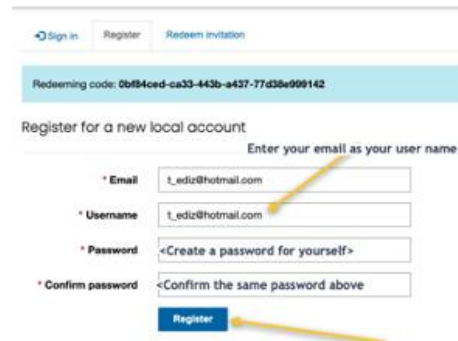 Sign in Register Redeem invitation
Redeeming code: 0bf84ced-ca33-443b-a437-77d38e999142
Register for a new local account
Enter your email as your user name
* Email t_ediz@hotmail.com
* Username t_ediz@hotmail.com
* Password <Create a password for yourself>
* Confirm password <Confirm the same password above
Register